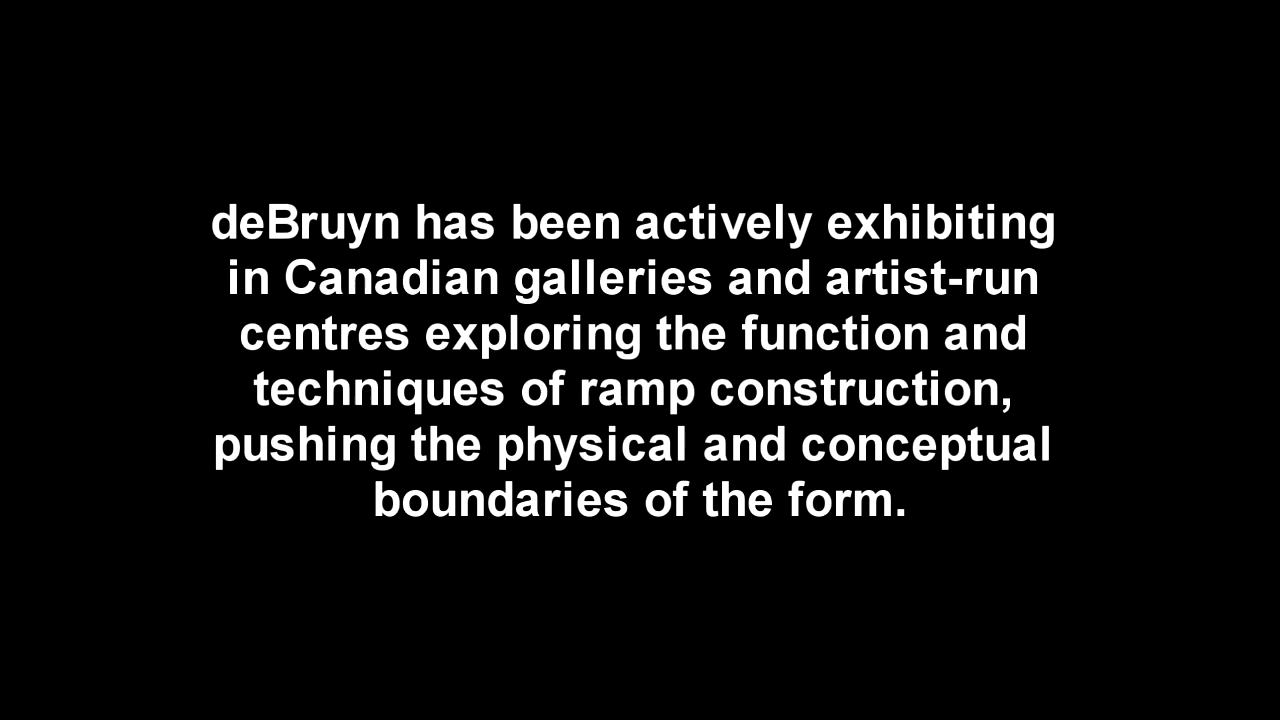 deBruyn has been actively exhibiting
in Canadian galleries and artist-run
centres exploring the function and
techniques of ramp construction,
pushing the physical and conceptual
boundaries of the form.